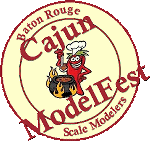 Baton Rouge
Cajun
ModelFest
Scale Modelers